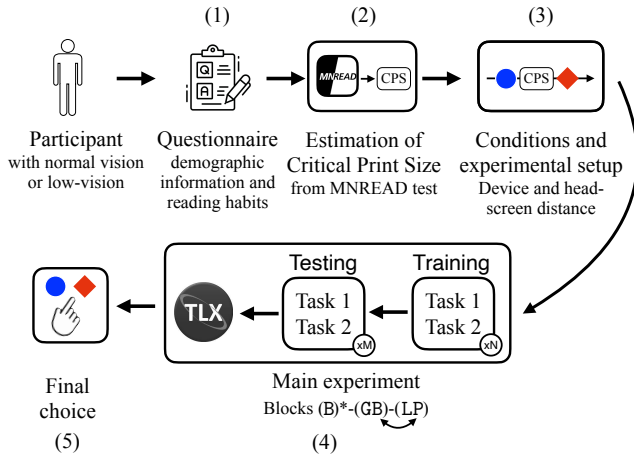 (1)
(2)
(3)
Q
A
MNREAD
CPS
CPS
Participant
with normal vision
or low-vision
Questionnaire
demographic
information and
reading habits
Estimation of
Critical Print Size
from MNREAD test
Conditions and
experimental setup
Device and head-
screen distance
Testing
Training
TLX
Task 1
Task 2
xM
Task 1
Task 2
xN
Final
choice
(5)
Main experiment
Blocks (B)*-(GB)-(LP)
(4)